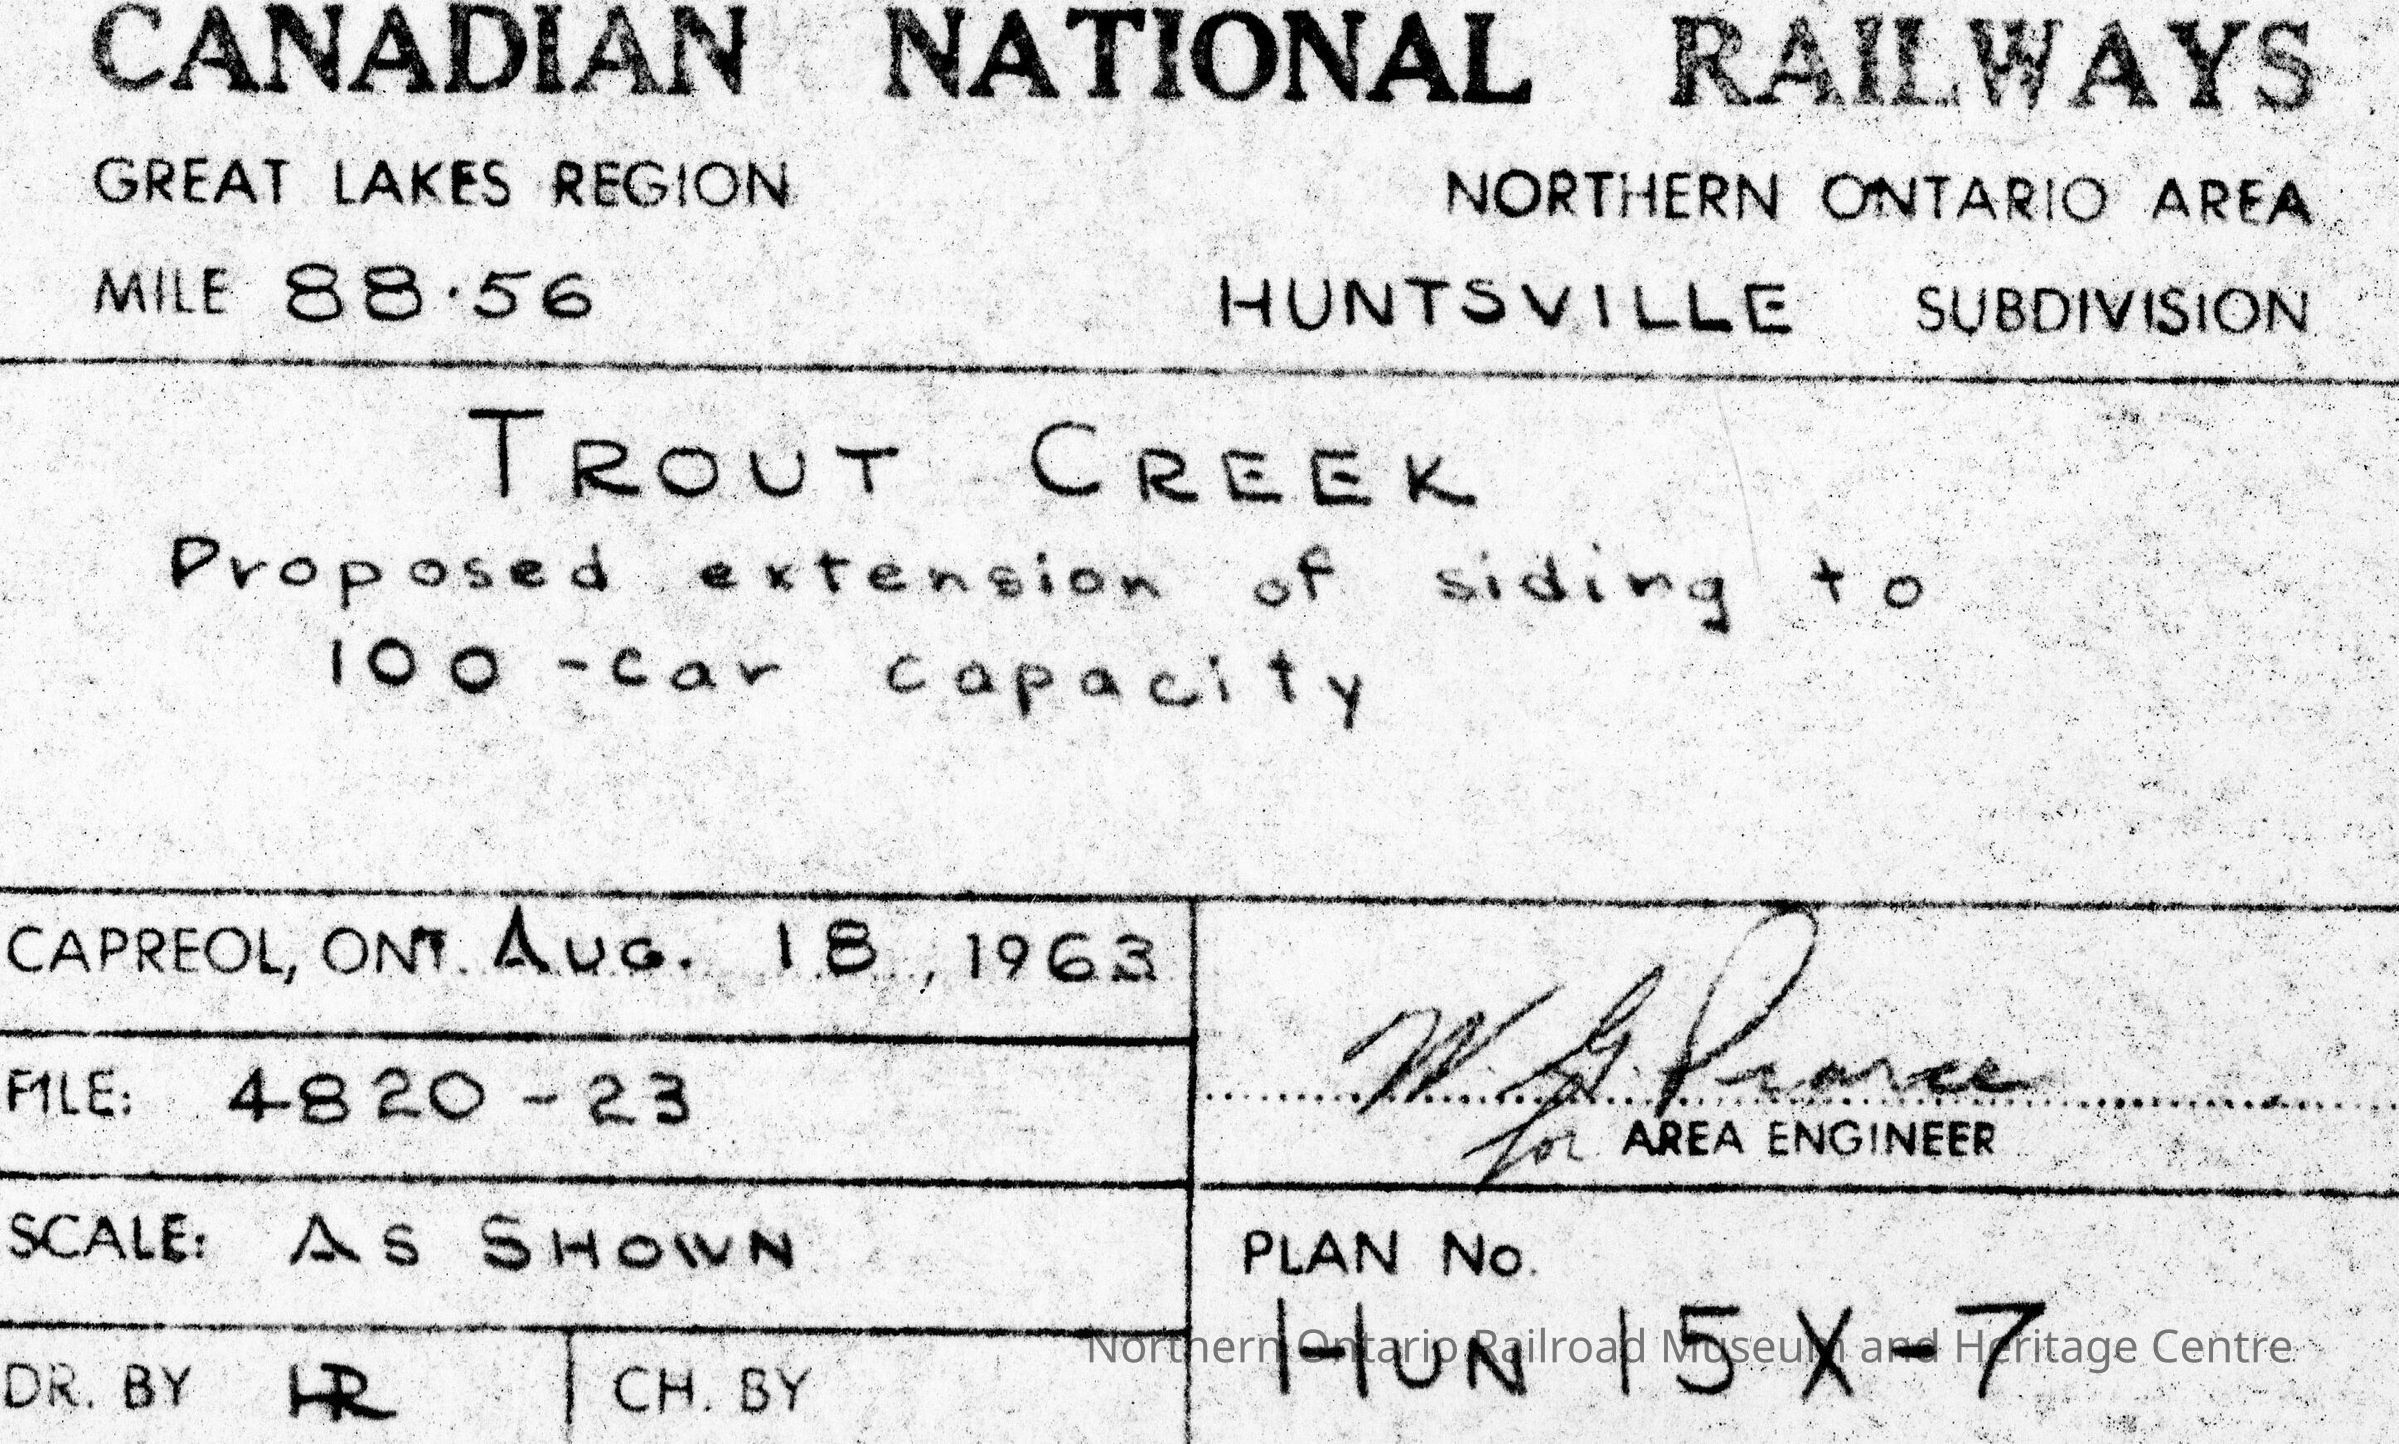 CANADIAN NATIONAL RAILWAYS
GREAT LAKES REGION NORTHERN ONTARIO AREA
MILE 88.56 HUNTSVILLE SUBDIVISION
TROUT CREEK
Proposed extension of siding to
100-car capacity
CAPREOL, ONT. AUG. 18, 1963
FILE: 4820-23
W. G. Pearce
for AREA ENGINEER
SCALE: AS SHOWN
PLAN No.
HUN 15X-7
DR. BY HR CH. BY
Northern Ontario Railroad Museum and Heritage Centre